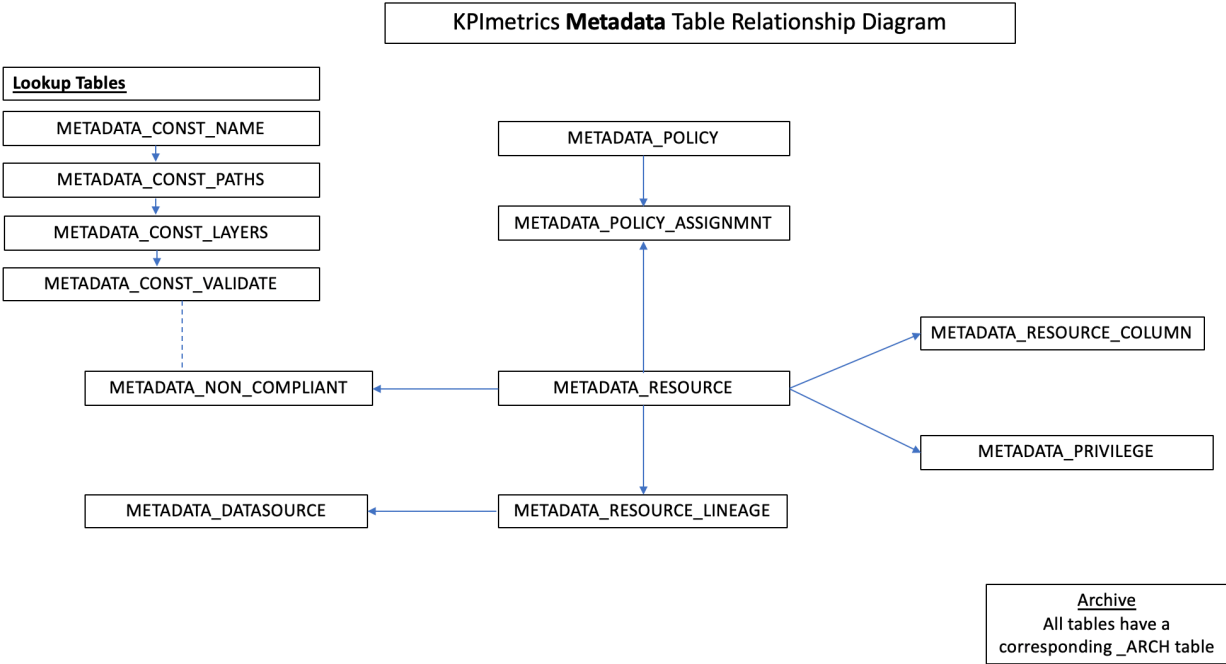 KPImetrics Metadata Table Relationship Diagram
Lookup Tables
METADATA_CONST_NAME
METADATA_CONST_PATHS
METADATA_CONST_LAYERS
METADATA_CONST_VALIDATE
METADATA_POLICY
METADATA_POLICY_ASSIGNMNT
METADATA_RESOURCE_COLUMN
METADATA_NON_COMPLIANT
METADATA_RESOURCE
METADATA_PRIVILEGE
METADATA_DATASOURCE
METADATA_RESOURCE_LINEAGE
Archive
All tables have a
corresponding _ARCH table